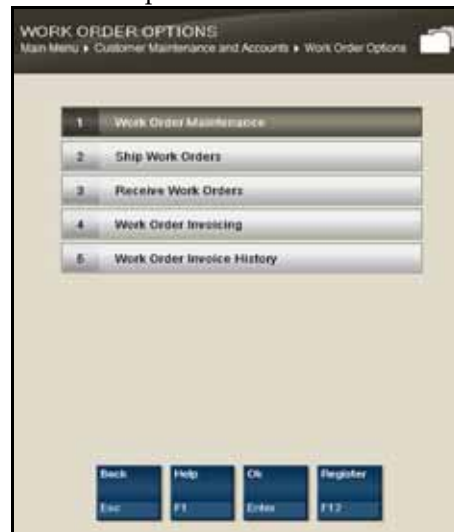 WORK ORDER OPTIONS
Main Menu ▸ Customer Maintenance and Accounts ▸ Work Order Options
1 Work Order Maintenance
2 Ship Work Orders
3 Receive Work Orders
4 Work Order Invoicing
5 Work Order Invoice History
Back Help Ok Register
Esc F1 Enter F12